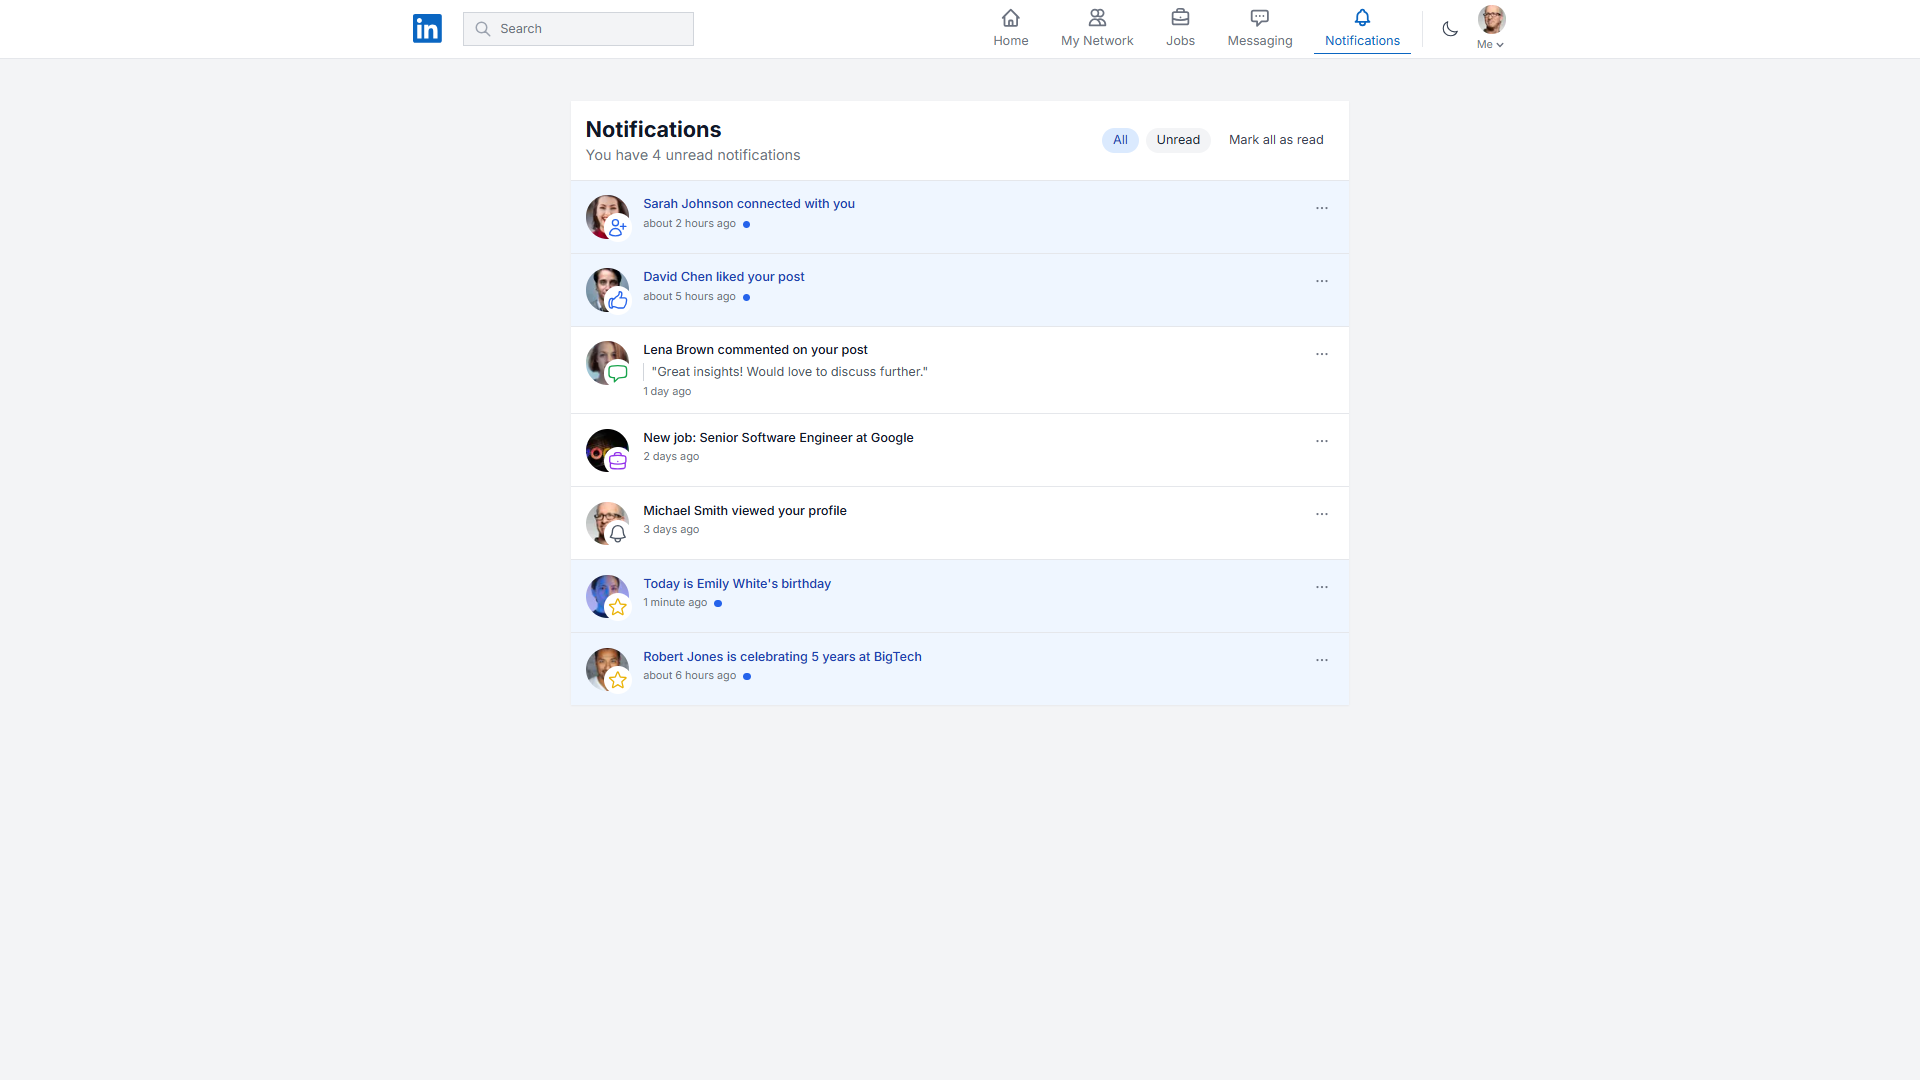 in
Search
Home
My Network
Jobs
Messaging
Notifications
Me
Notifications
You have 4 unread notifications
All
Unread
Mark all as read
Sarah Johnson connected with you
about 2 hours ago
David Chen liked your post
about 5 hours ago
Lena Brown commented on your post
"Great insights! Would love to discuss further."
1 day ago
New job: Senior Software Engineer at Google
2 days ago
Michael Smith viewed your profile
3 days ago
Today is Emily White's birthday
1 minute ago
Robert Jones is celebrating 5 years at BigTech
about 6 hours ago